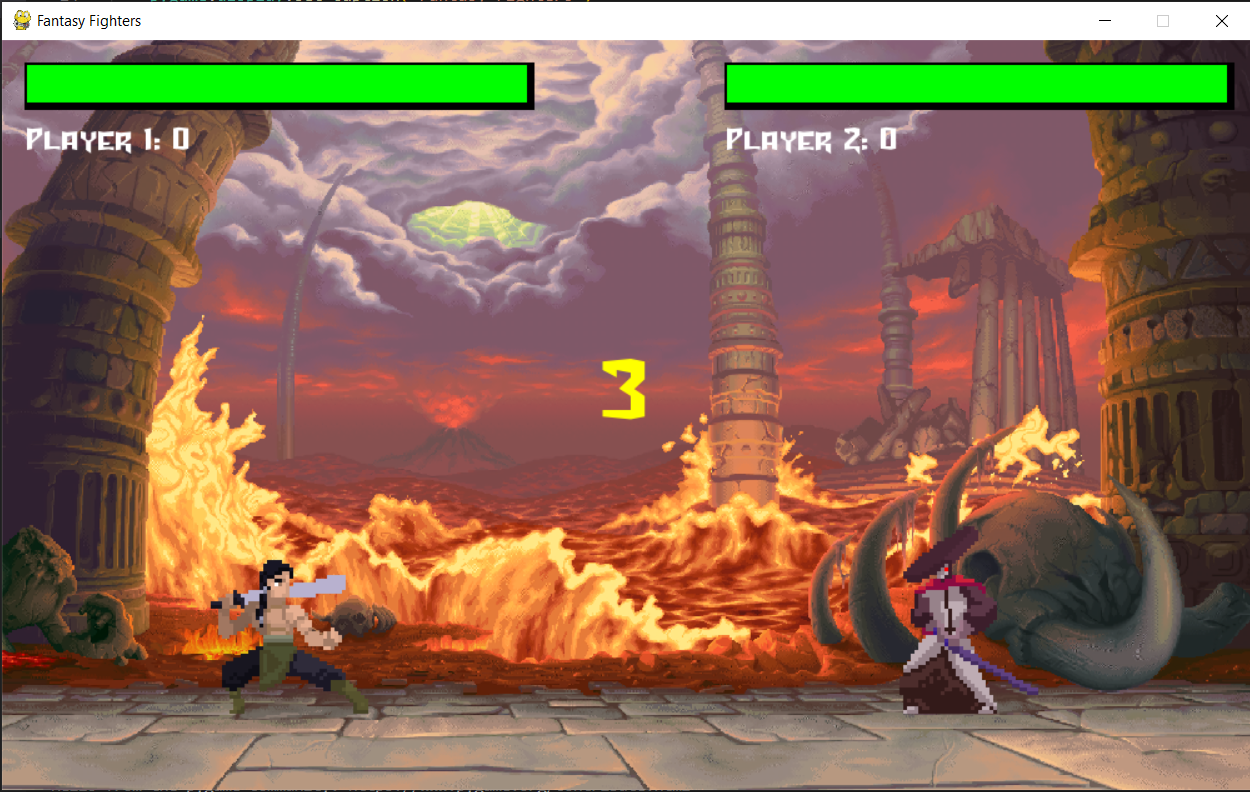 Fantasy Fighters
Player 1: 0
Player 2: 0
3